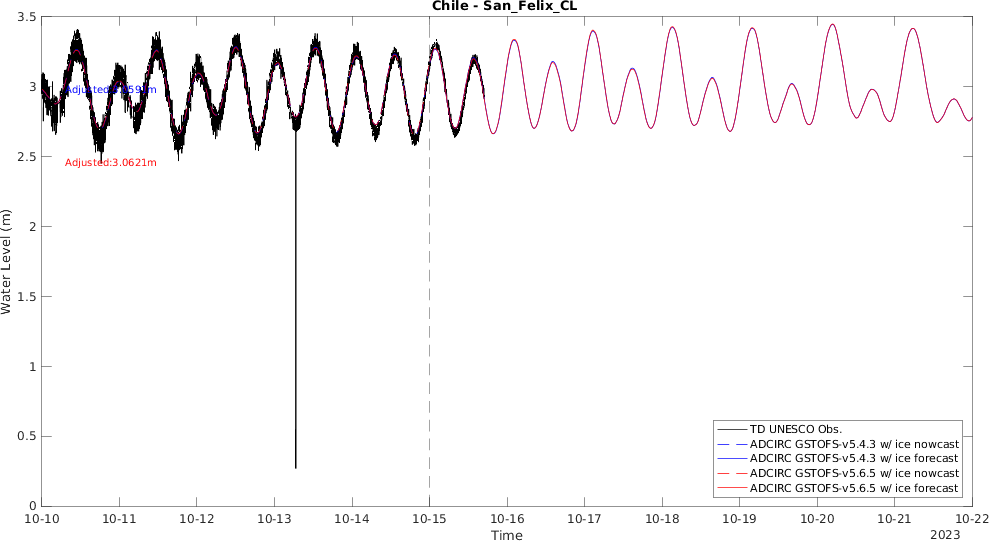 Chile - San_Felix_CL
3.5
3
2.5
2
1.5
1
0.5
0
Water Level (m)
Adjusted:3.0621m
TD UNESCO Obs.
ADCIRC GSTOFS-v5.4.3 w/ ice nowcast
ADCIRC GSTOFS-v5.4.3 w/ ice forecast
ADCIRC GSTOFS-v5.6.5 w/ ice nowcast
ADCIRC GSTOFS-v5.6.5 w/ ice forecast
10-10 10-11 10-12 10-13 10-14 10-15 10-16 10-17 10-18 10-19 10-20 10-21 10-22
Time
2023